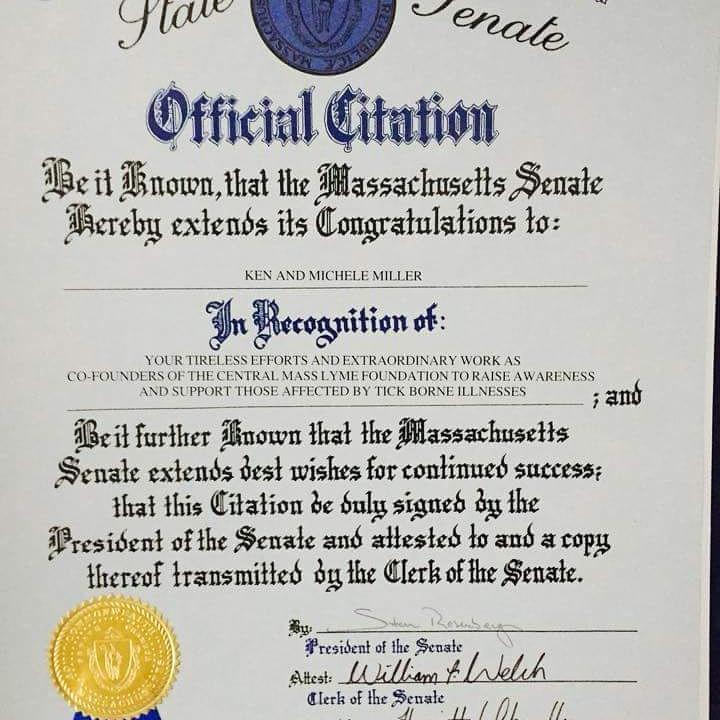 State Senate
Official Citation
Be it Known, that the Massachusetts Senate
Hereby extends its Congratulations to:
KEN AND MICHELE MILLER
In Recognition of:
YOUR TIRELESS EFFORTS AND EXTRAORDINARY WORK AS
CO-FOUNDERS OF THE CENTRAL MASS LYME FOUNDATION TO RAISE AWARENESS
AND SUPPORT THOSE AFFECTED BY TICK BORNE ILLNESSES
; and
Be it further Known that the Massachusetts
Senate extends best wishes for continued success;
that this Citation be duly signed by the
President of the Senate and attested to and a copy
thereof transmitted by the Clerk of the Senate.
By:
President of the Senate
Attest: William F. Welch
Clerk of the Senate